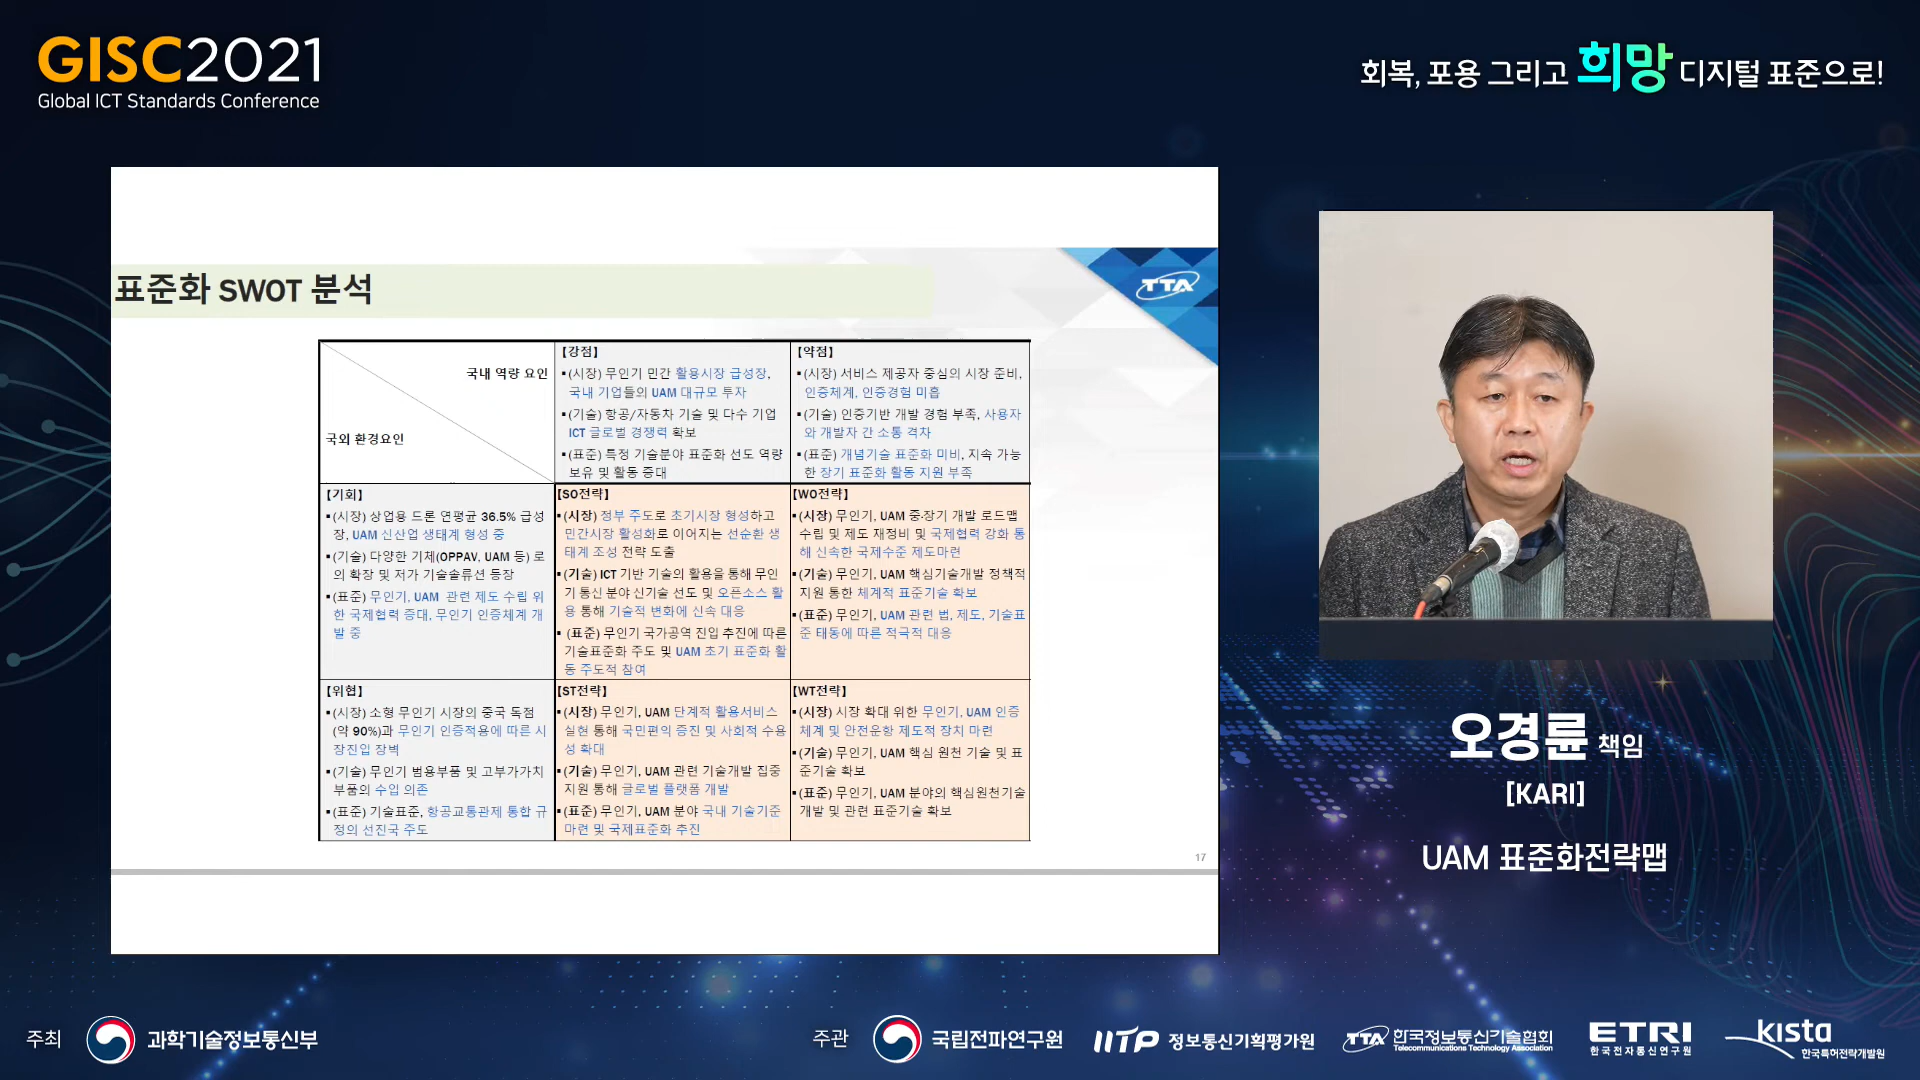 GISC2021
Global ICT Standards Conference
회복, 포용 그리고 희망 디지털 표준으로!
표준화 SWOT 분석
TTA
국내 역량 요인
국외 환경요인
【강점】
▪(시장) 무인기 민간 활용시장 급성장,
국내 기업들의 UAM 대규모 투자
▪(기술) 항공/자동차 기술 및 다수 기업
ICT 글로벌 경쟁력 확보
▪(표준) 특정 기술분야 표준화 선도 역량
보유 및 활동 증대
【약점】
▪(시장) 서비스 제공자 중심의 시장 준비,
인증체계, 인증경험 미흡
▪(기술) 인증기반 개발 경험 부족, 사용자
와 개발자 간 소통 격차
▪(표준) 개념기술 표준화 미비, 지속 가능
한 장기 표준화 활동 지원 부족
【기회】
▪(시장) 상업용 드론 연평균 36.5% 급성
장, UAM 신산업 생태계 형성 중
▪(기술) 다양한 기체(OPPAV, UAM 등) 로
의 확장 및 저가 기술솔류션 등장
▪(표준) 무인기, UAM 관련 제도 수립 위
한 국제협력 증대, 무인기 인증체계 개
발 중
【SO전략】
▪(시장) 정부 주도로 초기시장 형성하고
민간시장 활성화로 이어지는 선순환 생
태계 조성 전략 도출
▪(기술) ICT 기반 기술의 활용을 통해 무인
기 통신 분야 신기술 선도 및 오픈소스 활
용 통해 기술적 변화에 신속 대응
▪ (표준) 무인기 국가공역 진입 추진에 따른
기술표준화 주도 및 UAM 초기 표준화 활
동 주도적 참여
【WO전략】
▪(시장) 무인기, UAM 중·장기 개발 로드맵
수립 및 제도 재정비 및 국제협력 강화 통
해 신속한 국제수준 제도마련
▪(기술) 무인기, UAM 핵심기술개발 정책적
지원 통한 체계적 표준기술 확보
▪(표준) 무인기, UAM 관련 법, 제도, 기술표
준 태동에 따른 적극적 대응
【위협】
▪(시장) 소형 무인기 시장의 중국 독점
(약 90%)과 무인기 인증적용에 따른 시
장진입 장벽
▪(기술) 무인기 범용부품 및 고부가가치
부품의 수입 의존
▪(표준) 기술표준, 항공교통관제 통합 규
정의 선진국 주도
【ST전략】
▪(시장) 무인기, UAM 단계적 활용서비스
실현 통해 국민편의 증진 및 사회적 수용
성 확대
▪(기술) 무인기, UAM 관련 기술개발 집중
지원 통해 글로벌 플랫폼 개발
▪(표준) 무인기, UAM 분야 국내 기술기준
마련 및 국제표준화 추진
【WT전략】
▪(시장) 시장 확대 위한 무인기, UAM 인증
체계 및 안전운항 제도적 장치 마련
▪(기술) 무인기, UAM 핵심 원천 기술 및 표
준기술 확보
▪(표준) 무인기, UAM 분야의 핵심원천기술
개발 및 관련 표준기술 확보
17
오경륜 책임
[KARI]
UAM 표준화전략맵
주최 과학기술정보통신부
주관 국립전파연구원
IITP 정보통신기획평가원
TTA 한국정보통신기술협회
Telecommunications Technology Association
ETRI
한국전자통신연구원
kista
한국특허전략개발원